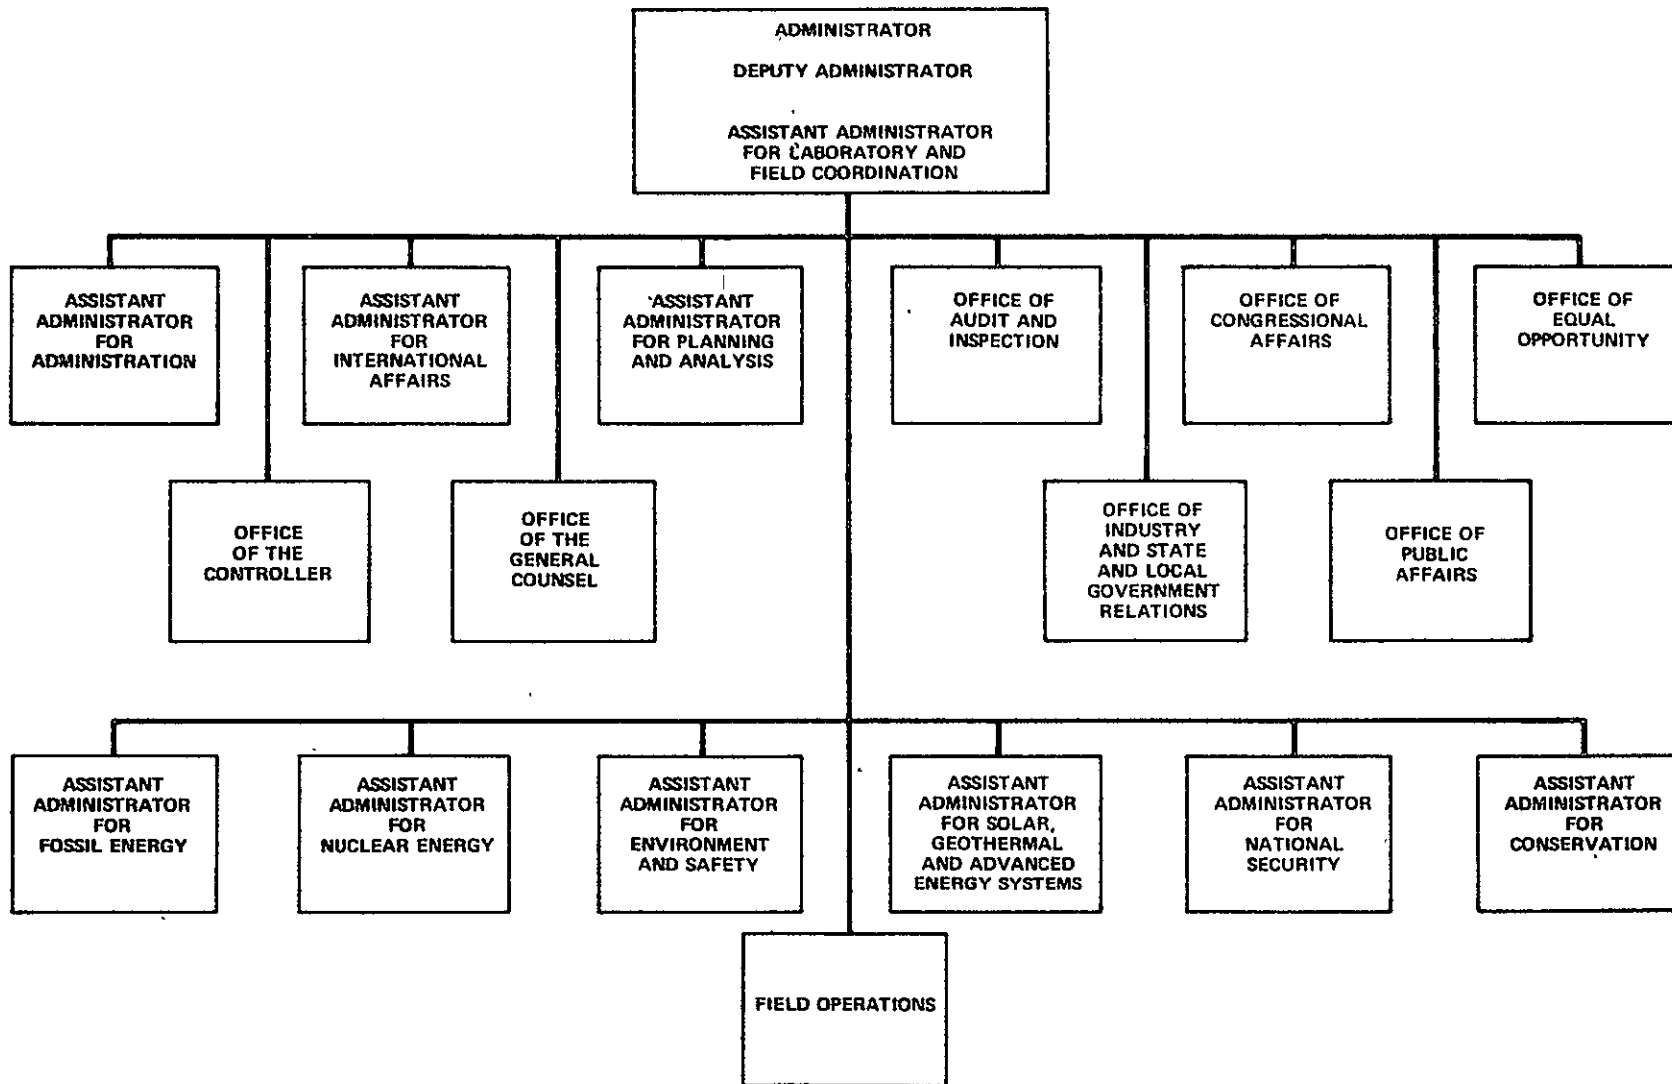 ADMINISTRATOR
DEPUTY ADMINISTRATOR
ASSISTANT ADMINISTRATOR
FOR LABORATORY AND
FIELD COORDINATION
ASSISTANT
ADMINISTRATOR
FOR
ADMINISTRATION
ASSISTANT
ADMINISTRATOR
FOR
INTERNATIONAL
AFFAIRS
ASSISTANT
ADMINISTRATOR
FOR PLANNING
AND ANALYSIS
OFFICE OF
AUDIT AND
INSPECTION
OFFICE OF
CONGRESSIONAL
AFFAIRS
OFFICE OF
EQUAL
OPPORTUNITY
OFFICE
OF THE
CONTROLLER
OFFICE
OF THE
GENERAL
COUNSEL
OFFICE OF
INDUSTRY
AND STATE
AND LOCAL
GOVERNMENT
RELATIONS
OFFICE OF
PUBLIC
AFFAIRS
ASSISTANT
ADMINISTRATOR
FOR
FOSSIL ENERGY
ASSISTANT
ADMINISTRATOR
FOR
NUCLEAR ENERGY
ASSISTANT
ADMINISTRATOR
FOR
ENVIRONMENT
AND SAFETY
ASSISTANT
ADMINISTRATOR
FOR SOLAR,
GEOTHERMAL
AND ADVANCED
ENERGY SYSTEMS
ASSISTANT
ADMINISTRATOR
FOR
NATIONAL
SECURITY
ASSISTANT
ADMINISTRATOR
FOR
CONSERVATION
FIELD OPERATIONS